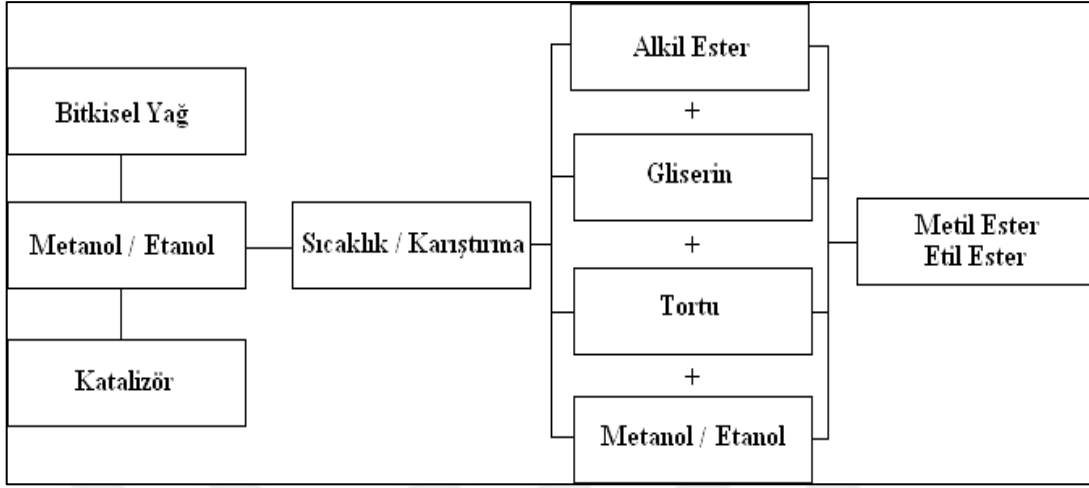 Bitkisel Yağ
Metanol / Etanol
Katalizör
Sıcaklık / Karıştırma
Alkil Ester
+
Gliserin
+
Tortu
+
Metanol / Etanol
Metil Ester
Etil Ester